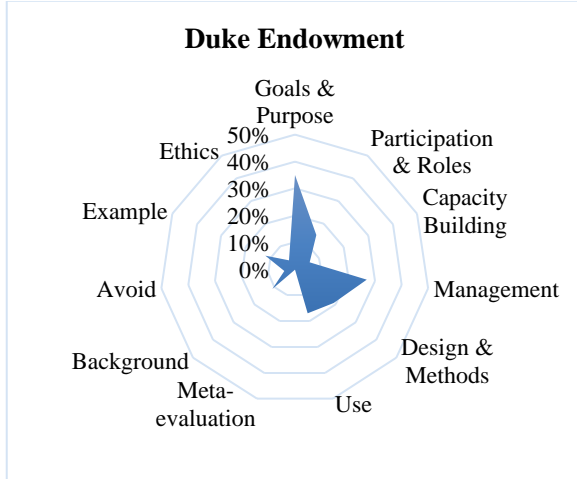 Duke Endowment
Goals &
Purpose
Participation
& Roles
Capacity
Building
Management
Design &
Methods
Use
Meta-
evaluation
Background
Avoid
Example
Ethics
50%
40%
30%
20%
10%
0%